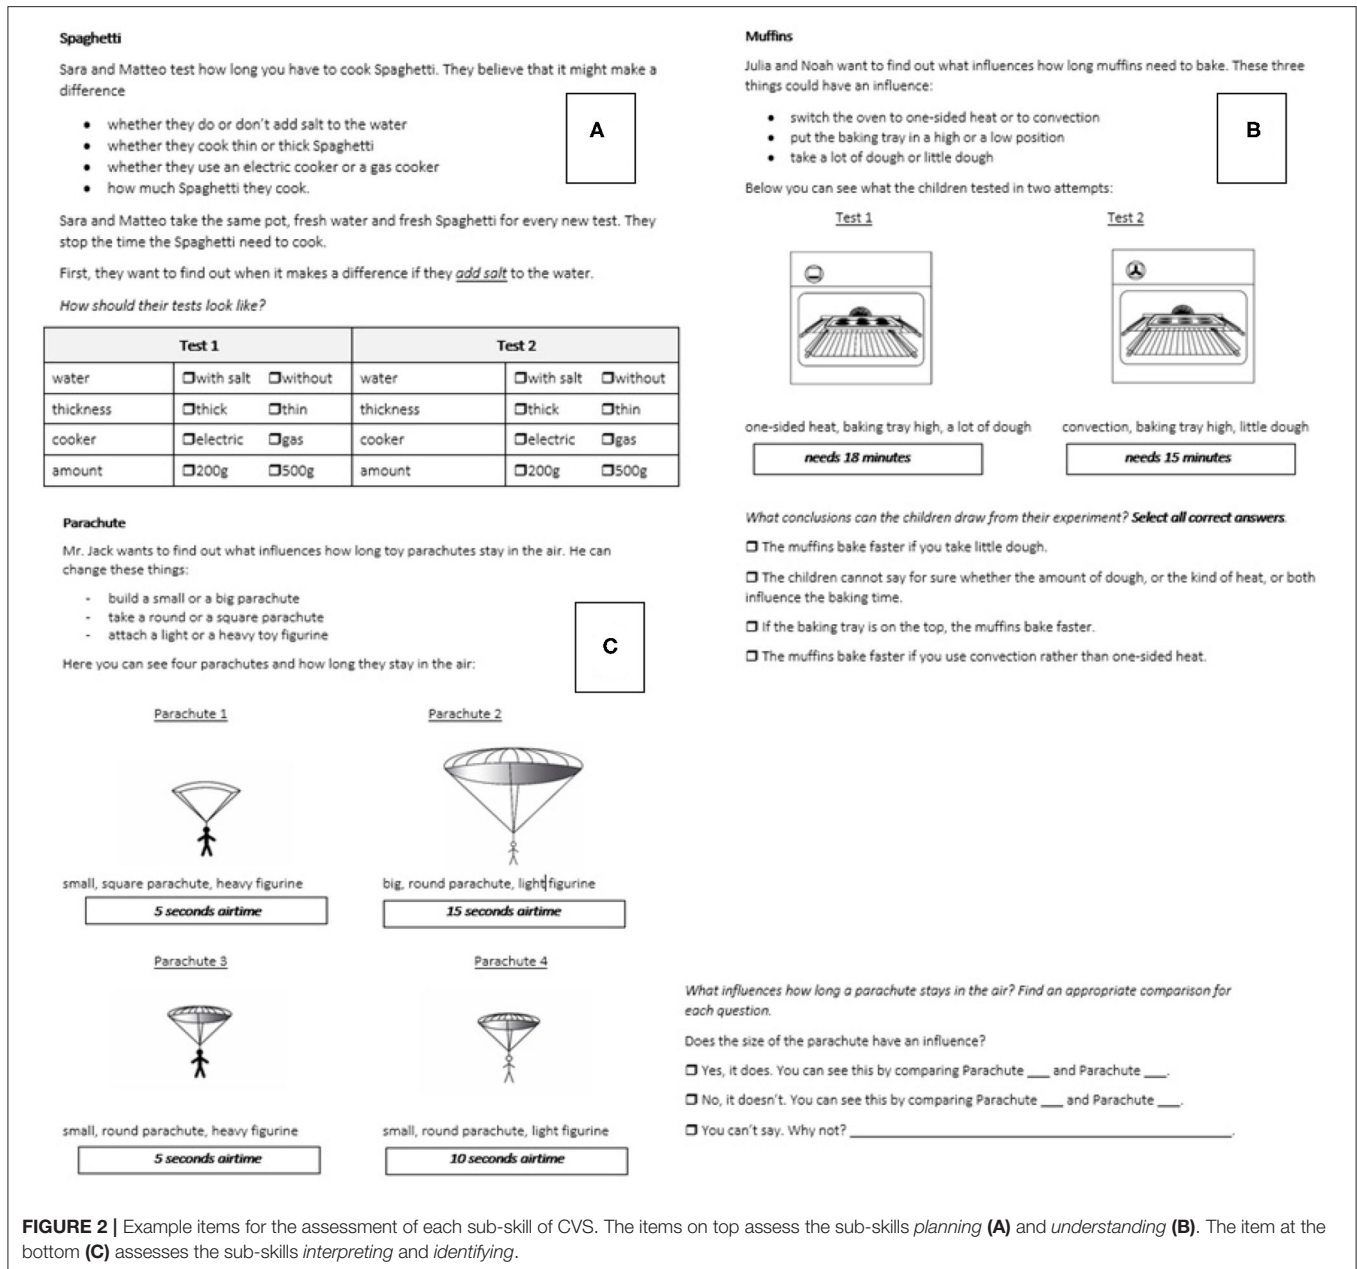 Spaghetti
Sara and Matteo test how long you have to cook Spaghetti. They believe that it might make a
difference
• whether they do or don't add salt to the water
• whether they cook thin or thick Spaghetti
• whether they use an electric cooker or a gas cooker
• how much Spaghetti they cook.
A
Sara and Matteo take the same pot, fresh water and fresh Spaghetti for every new test. They
stop the time the Spaghetti need to cook.
First, they want to find out when it makes a difference if they add salt to the water.
How should their tests look like?
Test 1 Test 2
water ❒with salt ❒without water ❒with salt ❒without
thickness ❒thick ❒thin thickness ❒thick ❒thin
cooker ❒electric ❒gas cooker ❒electric ❒gas
amount ❒200g ❒500g amount ❒200g ❒500g
Muffins
Julia and Noah want to find out what influences how long muffins need to bake. These three
things could have an influence:
• switch the oven to one-sided heat or to convection
• put the baking tray in a high or a low position
• take a lot of dough or little dough
B
Below you can see what the children tested in two attempts:
Test 1 Test 2
one-sided heat, baking tray high, a lot of dough convection, baking tray high, little dough
needs 18 minutes needs 15 minutes
What conclusions can the children draw from their experiment? Select all correct answers.
❒ The muffins bake faster if you take little dough.
❒ The children cannot say for sure whether the amount of dough, or the kind of heat, or both
influence the baking time.
❒ If the baking tray is on the top, the muffins bake faster.
❒ The muffins bake faster if you use convection rather than one-sided heat.
Parachute
Mr. Jack wants to find out what influences how long toy parachutes stay in the air. He can
change these things:
- build a small or a big parachute
- take a round or a square parachute
- attach a light or a heavy toy figurine
C
Here you can see four parachutes and how long they stay in the air:
Parachute 1 Parachute 2
small, square parachute, heavy figurine big, round parachute, light figurine
5 seconds airtime 15 seconds airtime
Parachute 3 Parachute 4
small, round parachute, heavy figurine small, round parachute, light figurine
5 seconds airtime 10 seconds airtime
What influences how long a parachute stays in the air? Find an appropriate comparison for
each question.
Does the size of the parachute have an influence?
❒ Yes, it does. You can see this by comparing Parachute ___ and Parachute ___.
❒ No, it doesn't. You can see this by comparing Parachute ___ and Parachute ___.
❒ You can't say. Why not? ___.
FIGURE 2 | Example items for the assessment of each sub-skill of CVS. The items on top assess the sub-skills planning (A) and understanding (B). The item at the
bottom (C) assesses the sub-skills interpreting and identifying.